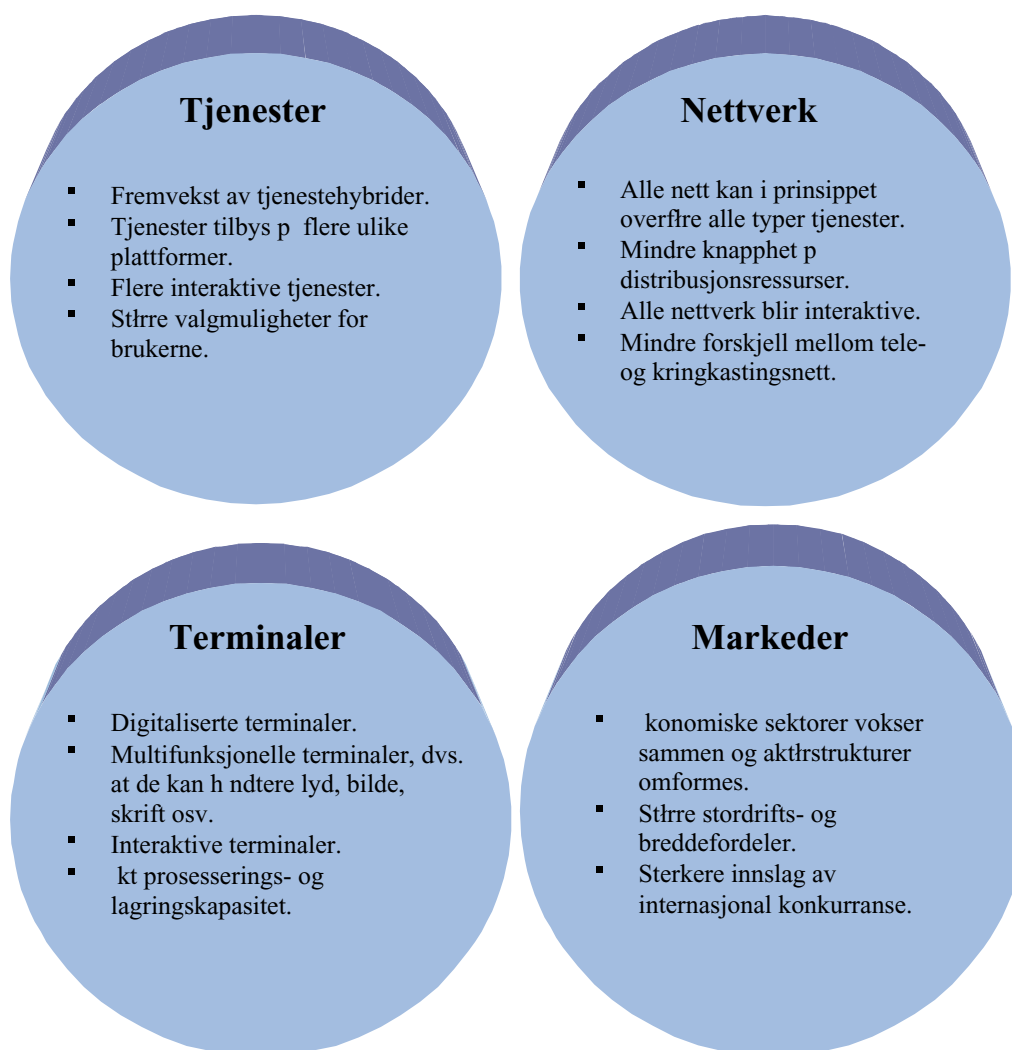 Tjenester
▪ Fremvekst av tjenestehybrider.
▪ Tjenester tilbys p flere ulike
plattformer.
▪ Flere interaktive tjenester.
▪ Stłrre valgmuligheter for
brukerne.
Nettverk
▪ Alle nett kan i prinsippet
overfłre alle typer tjenester.
▪ Mindre knapphet p
distribusjonsressurser.
▪ Alle nettverk blir interaktive.
▪ Mindre forskjell mellom tele-
og kringkastingsnett.
Terminaler
▪ Digitaliserte terminaler.
▪ Multifunksjonelle terminaler, dvs.
at de kan h ndtere lyd, bilde,
skrift osv.
▪ Interaktive terminaler.
▪ kt prosesserings- og
lagringskapasitet.
Markeder
▪ konomiske sektorer vokser
sammen og aktłrstrukturer
omformes.
▪ Stłrre stordrifts- og
breddefordeler.
▪ Sterkere innslag av
internasjonal konkurranse.